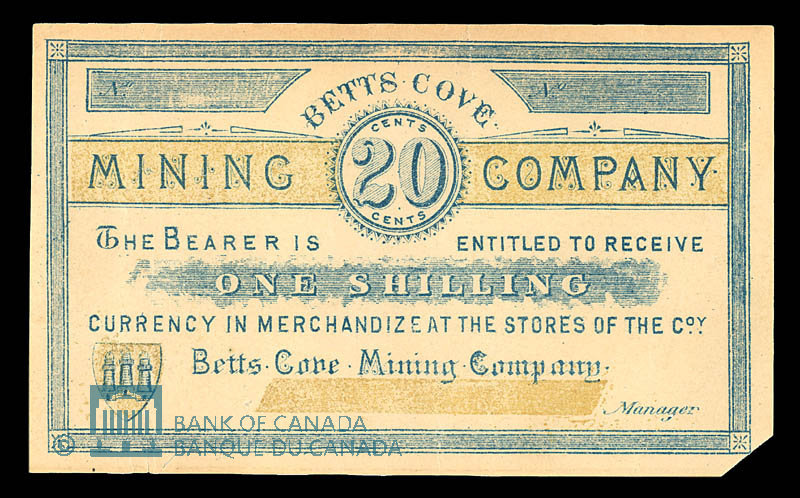 No. No.
BETTS COVE
CENTS
MINING 20 COMPANY
CENTS
THE BEARER IS ENTITLED TO RECEIVE
ONE SHILLING
CURRENCY IN MERCHANDIZE AT THE STORES OF THE COY
Betts Cove Mining Company.
Manager
BANK OF CANADA
BANQUE DU CANADA